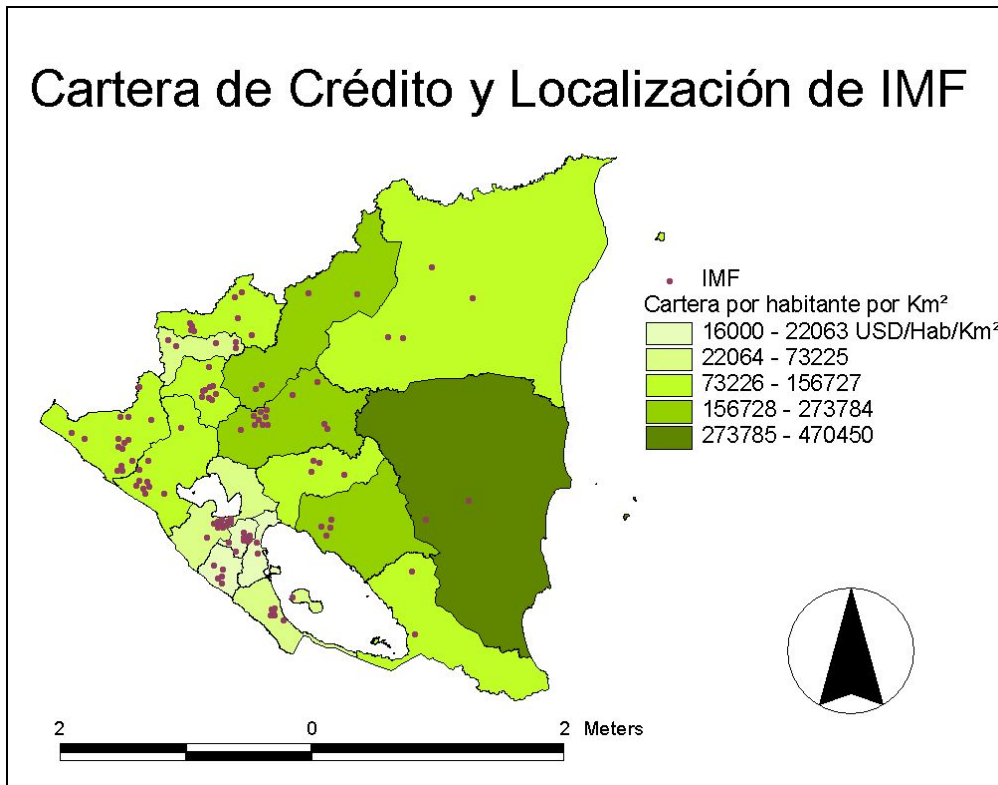 Cartera de Crédito y Localización de IMF
IMF
Cartera por habitante por Km²
16000 - 22063 USD/Hab/Km²
22064 - 73225
73226 - 156727
156728 - 273784
273785 - 470450
2 0 2 Meters